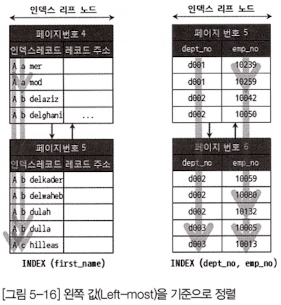 인덱스 리프 노드
페이지번호 4
인덱스레코드 레코드 주소
A a mer
A a mod
A b delaziz
A b delghani ...
페이지번호 5
인덱스레코드 레코드 주소
A b delkader
A b delwaheb
A b dulah
A b dulla
A c hilleas
INDEX (first_name)
인덱스 리프 노드
페이지 번호 5
dept_no emp_no
d001 10239
d001 10259
d002 10042
d002 10050
페이지 번호 6
dept_no emp_no
d002 10059
d002 10080
d002 10132
d003 10005
d003 10013
INDEX (dept_no, emp_no)
[그림 5-16] 왼쪽 값(Left-most)을 기준으로 정렬